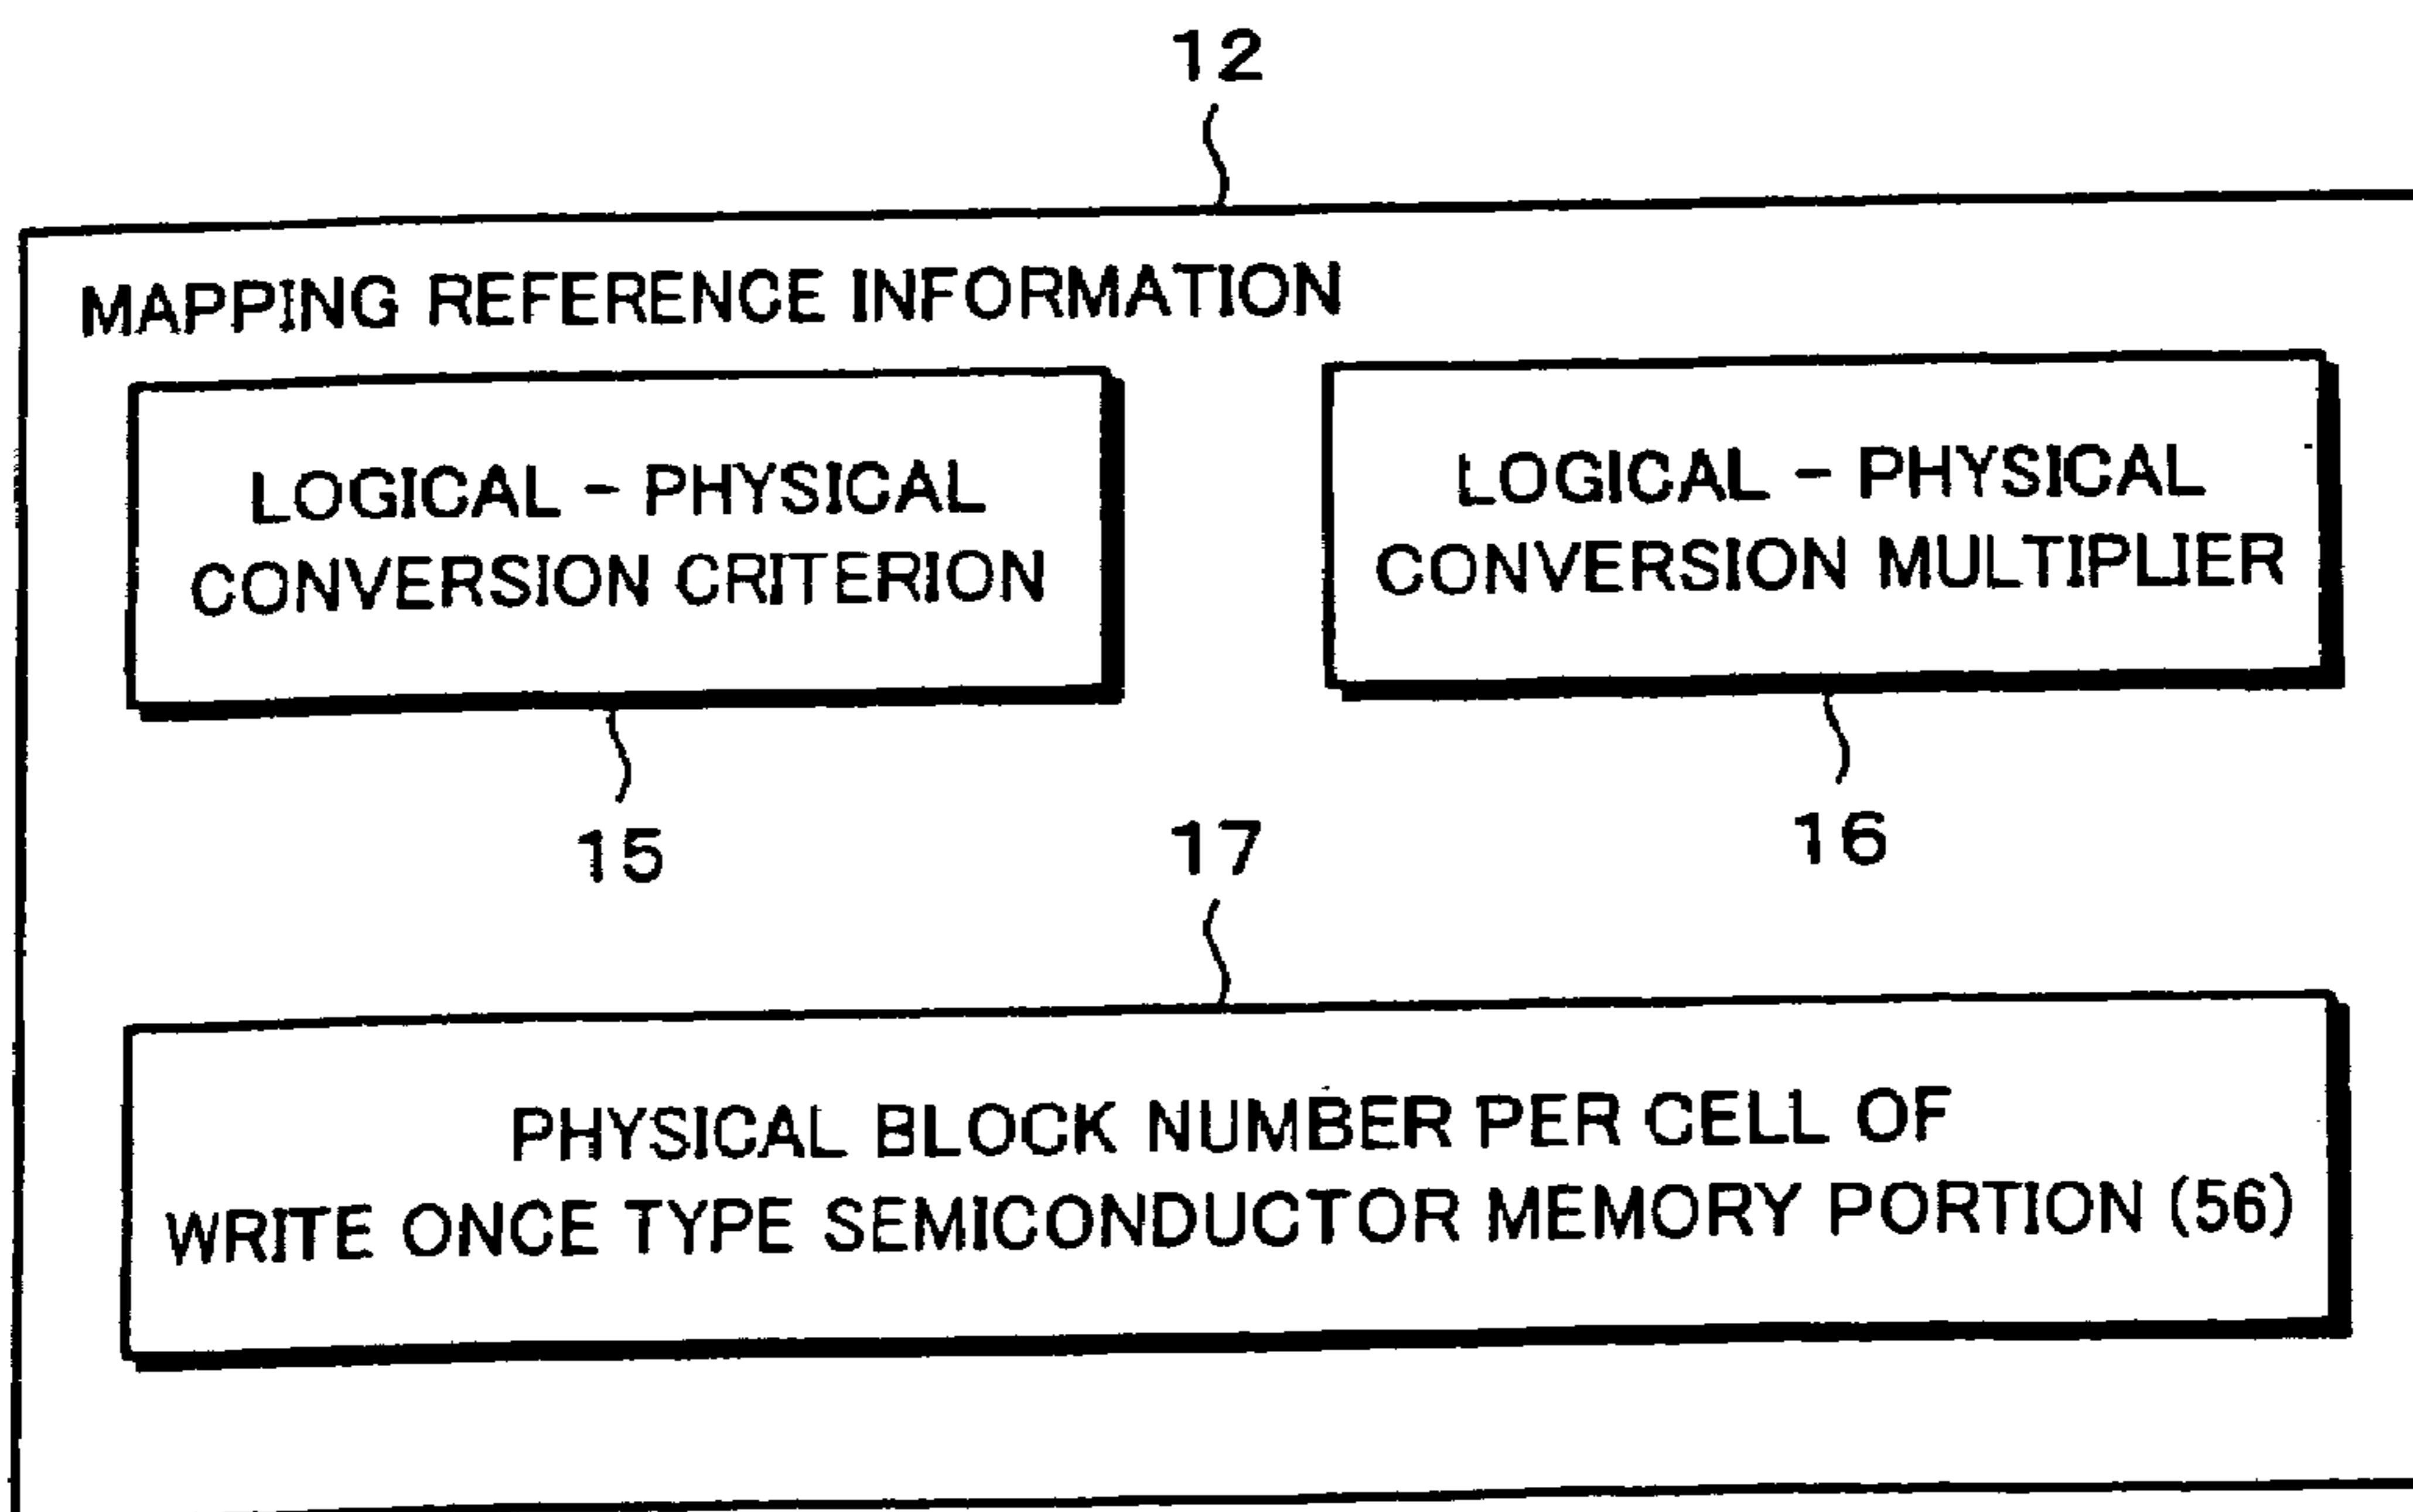 12
MAPPING REFERENCE INFORMATION
LOGICAL - PHYSICAL
CONVERSION CRITERION
LOGICAL - PHYSICAL
CONVERSION MULTIPLIER
15
16
17
PHYSICAL BLOCK NUMBER PER CELL OF
WRITE ONCE TYPE SEMICONDUCTOR MEMORY PORTION (56)